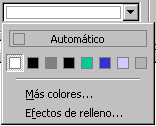 Automático
Más colores...
Efectos de relleno...